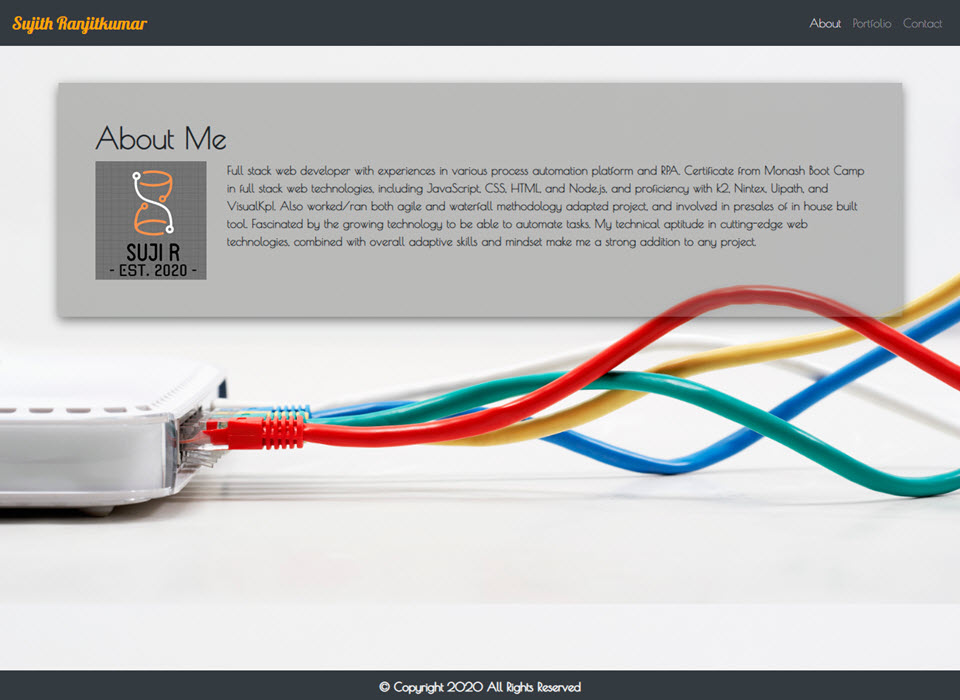 Sujith Ranjitkumar
About Portfolio Contact
About Me
Full stack web developer with experiences in various process automation platform and RPA. Certificate from Monash Boot Camp
in full stack web technologies, including JavaScript, CSS, HTML and Node.js, and proficiency with k2, Nintex, Uipath, and
VisualKpI. Also worked/ran both agile and waterfall methodology adapted project, and involved in presales of in house built
tool. Fascinated by the growing technology to be able to automate tasks. My technical aptitude in cutting-edge web
technologies, combined with overall adaptive skills and mindset make me a strong addition to any project.
SUJI R
- EST. 2020 -
© Copyright 2020 All Rights Reserved